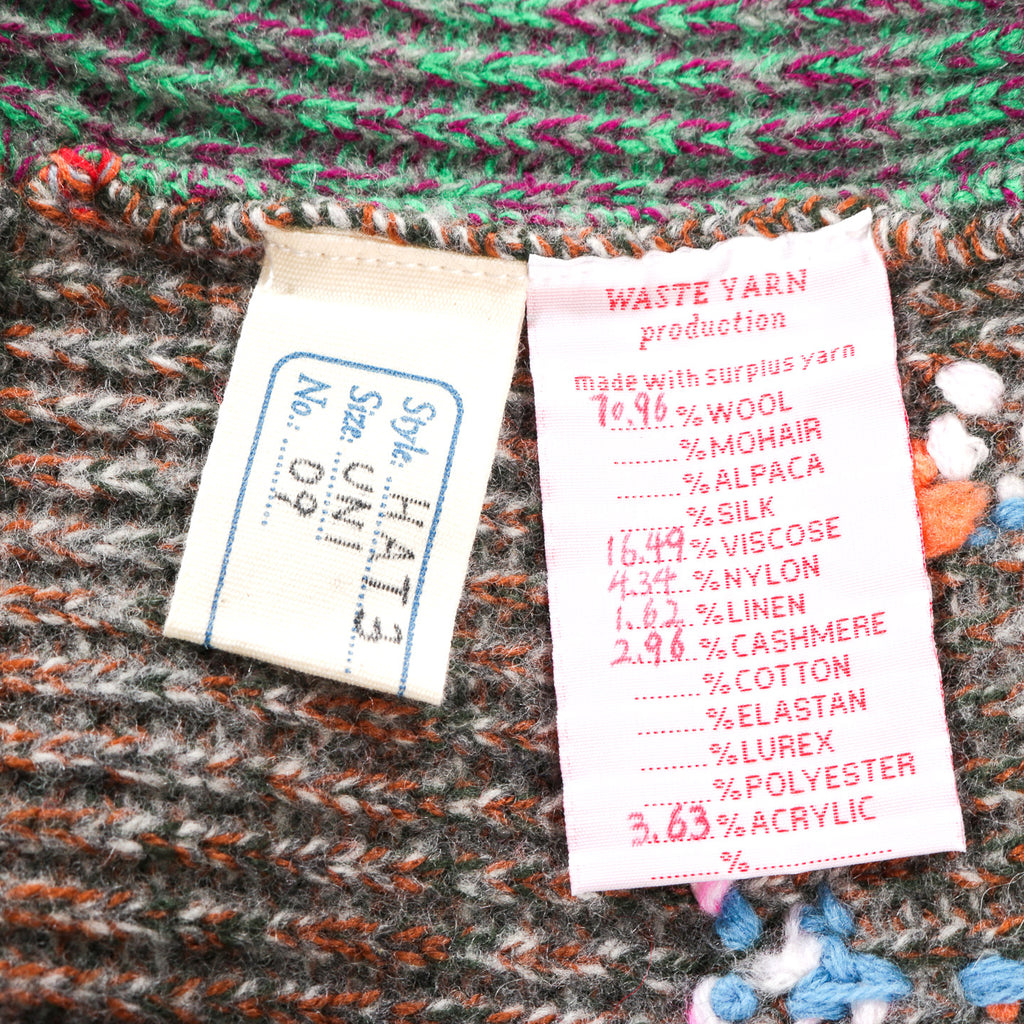 Style. HAT3
Size. UNI
No. 09
WASTE YARN
production
made with surplus yarn
70.96 % WOOL
% MOHAIR
% ALPACA
% SILK
16.49 % VISCOSE
4.34 % NYLON
1.62 % LINEN
2.96 % CASHMERE
% COTTON
% ELASTAN
% LUREX
% POLYESTER
3.63 % ACRYLIC
%